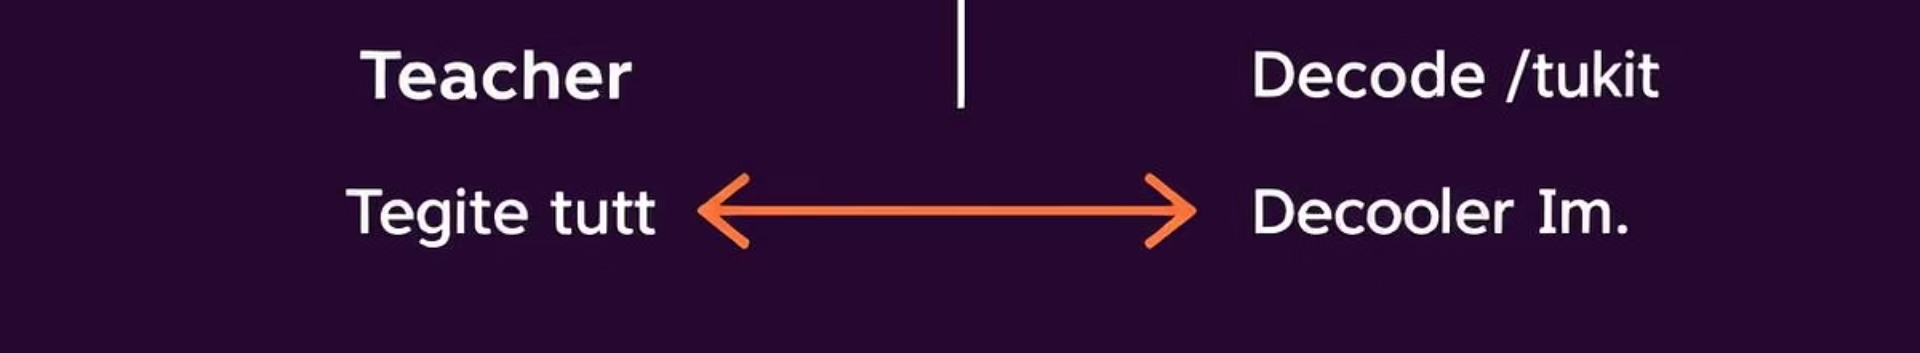 Teacher
Decode /tukit
Tegite tutt
Decooler Im.